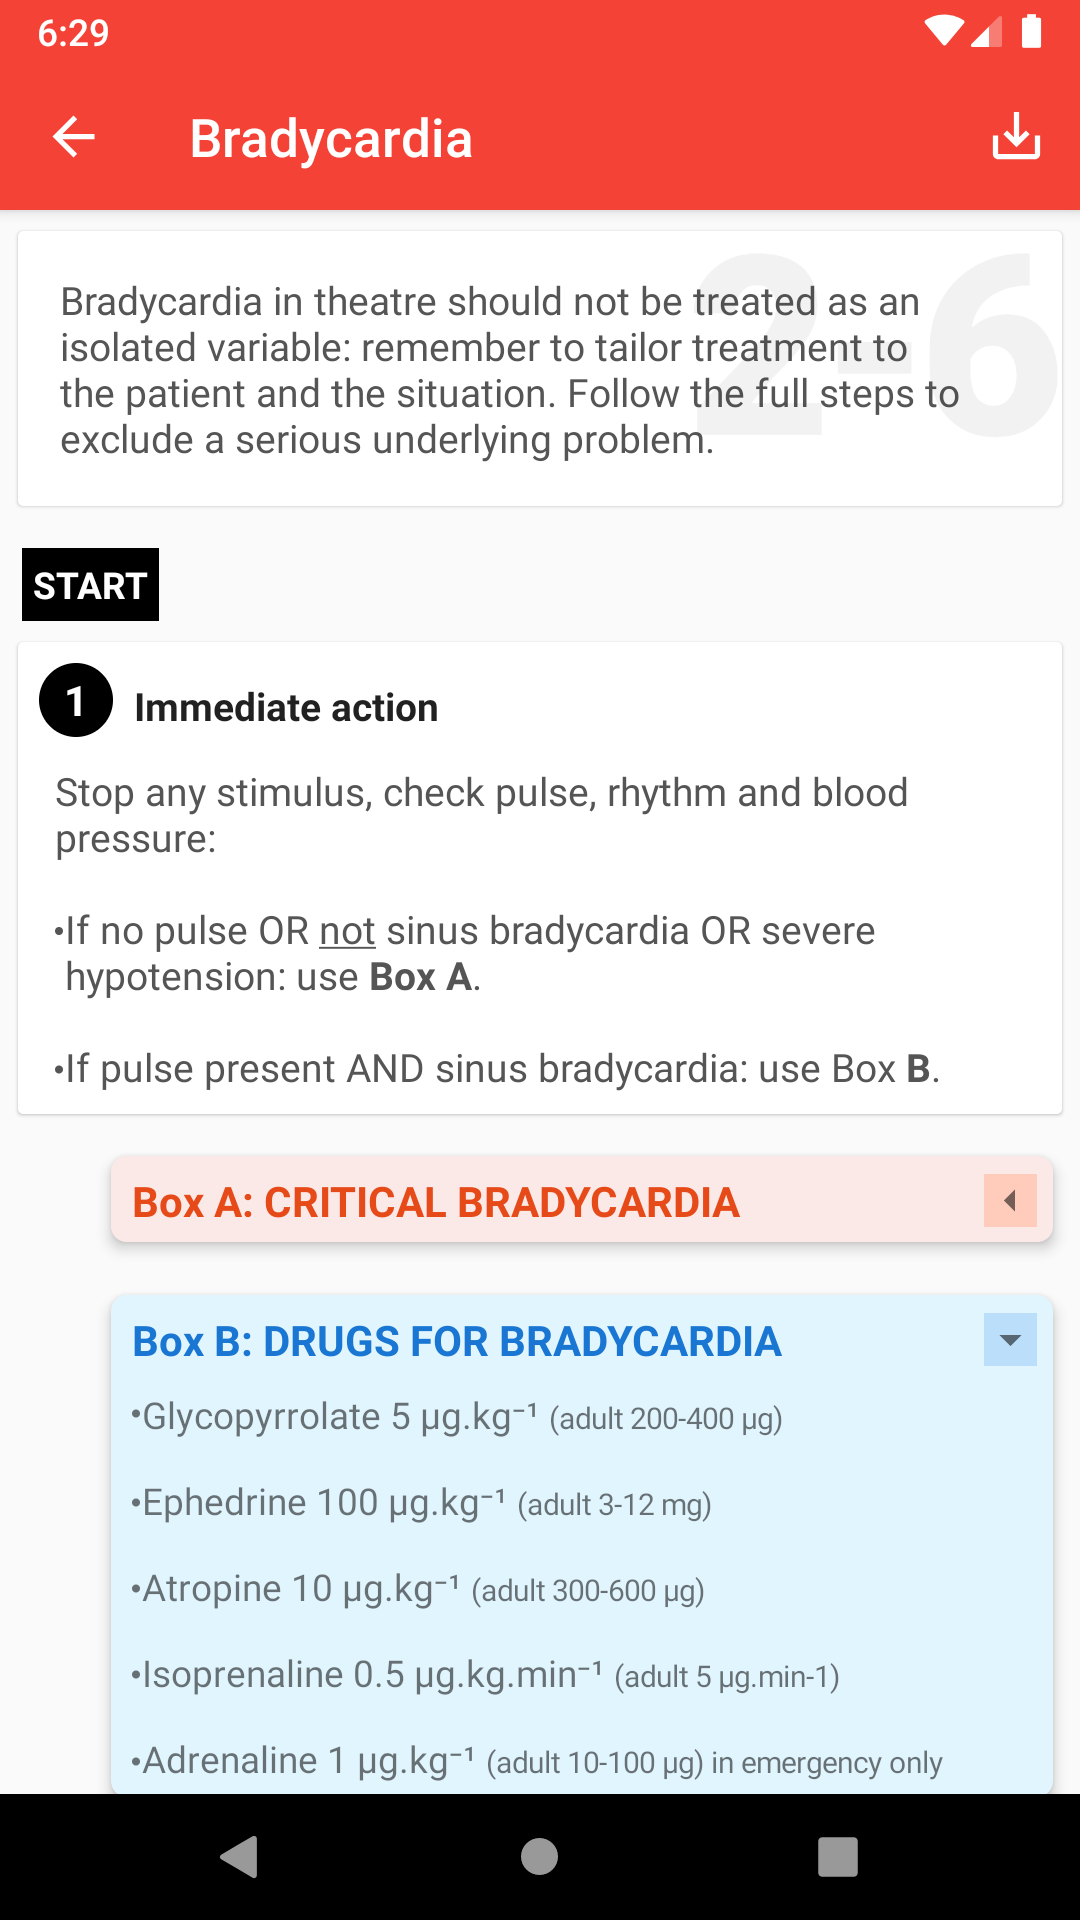 6:29
Bradycardia
2-6
Bradycardia in theatre should not be treated as an
isolated variable: remember to tailor treatment to
the patient and the situation. Follow the full steps to
exclude a serious underlying problem.
START
1 Immediate action
Stop any stimulus, check pulse, rhythm and blood
pressure:
•If no pulse OR not sinus bradycardia OR severe
hypotension: use Box A.
•If pulse present AND sinus bradycardia: use Box B.
Box A: CRITICAL BRADYCARDIA
Box B: DRUGS FOR BRADYCARDIA
•Glycopyrrolate 5 µg.kg⁻¹ (adult 200-400 µg)
•Ephedrine 100 µg.kg⁻¹ (adult 3-12 mg)
•Atropine 10 µg.kg⁻¹ (adult 300-600 µg)
•Isoprenaline 0.5 µg.kg.min⁻¹ (adult 5 µg.min-1)
•Adrenaline 1 µg.kg⁻¹ (adult 10-100 µg) in emergency only